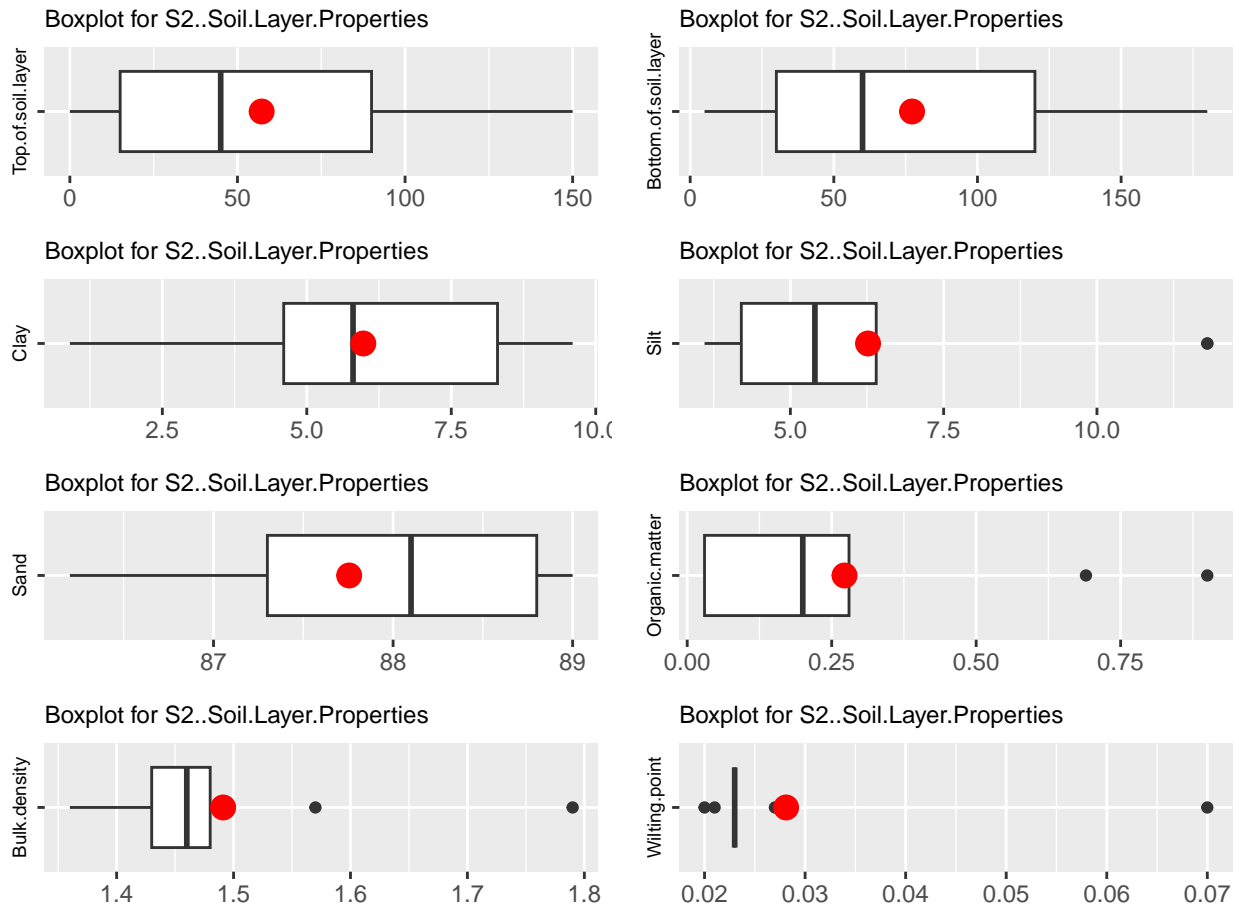 Boxplot for S2..Soil.Layer.Properties
Top.of.soil.layer
0 50 100 150
Boxplot for S2..Soil.Layer.Properties
Bottom.of.soil.layer
0 50 100 150
Boxplot for S2..Soil.Layer.Properties
Clay
2.5 5.0 7.5 10.0
Boxplot for S2..Soil.Layer.Properties
Silt
5.0 7.5 10.0
Boxplot for S2..Soil.Layer.Properties
Sand
87 88 89
Boxplot for S2..Soil.Layer.Properties
Organic.matter
0.00 0.25 0.50 0.75
Boxplot for S2..Soil.Layer.Properties
Bulk.density
1.4 1.5 1.6 1.7 1.8
Boxplot for S2..Soil.Layer.Properties
Wilting.point
0.02 0.03 0.04 0.05 0.06 0.07